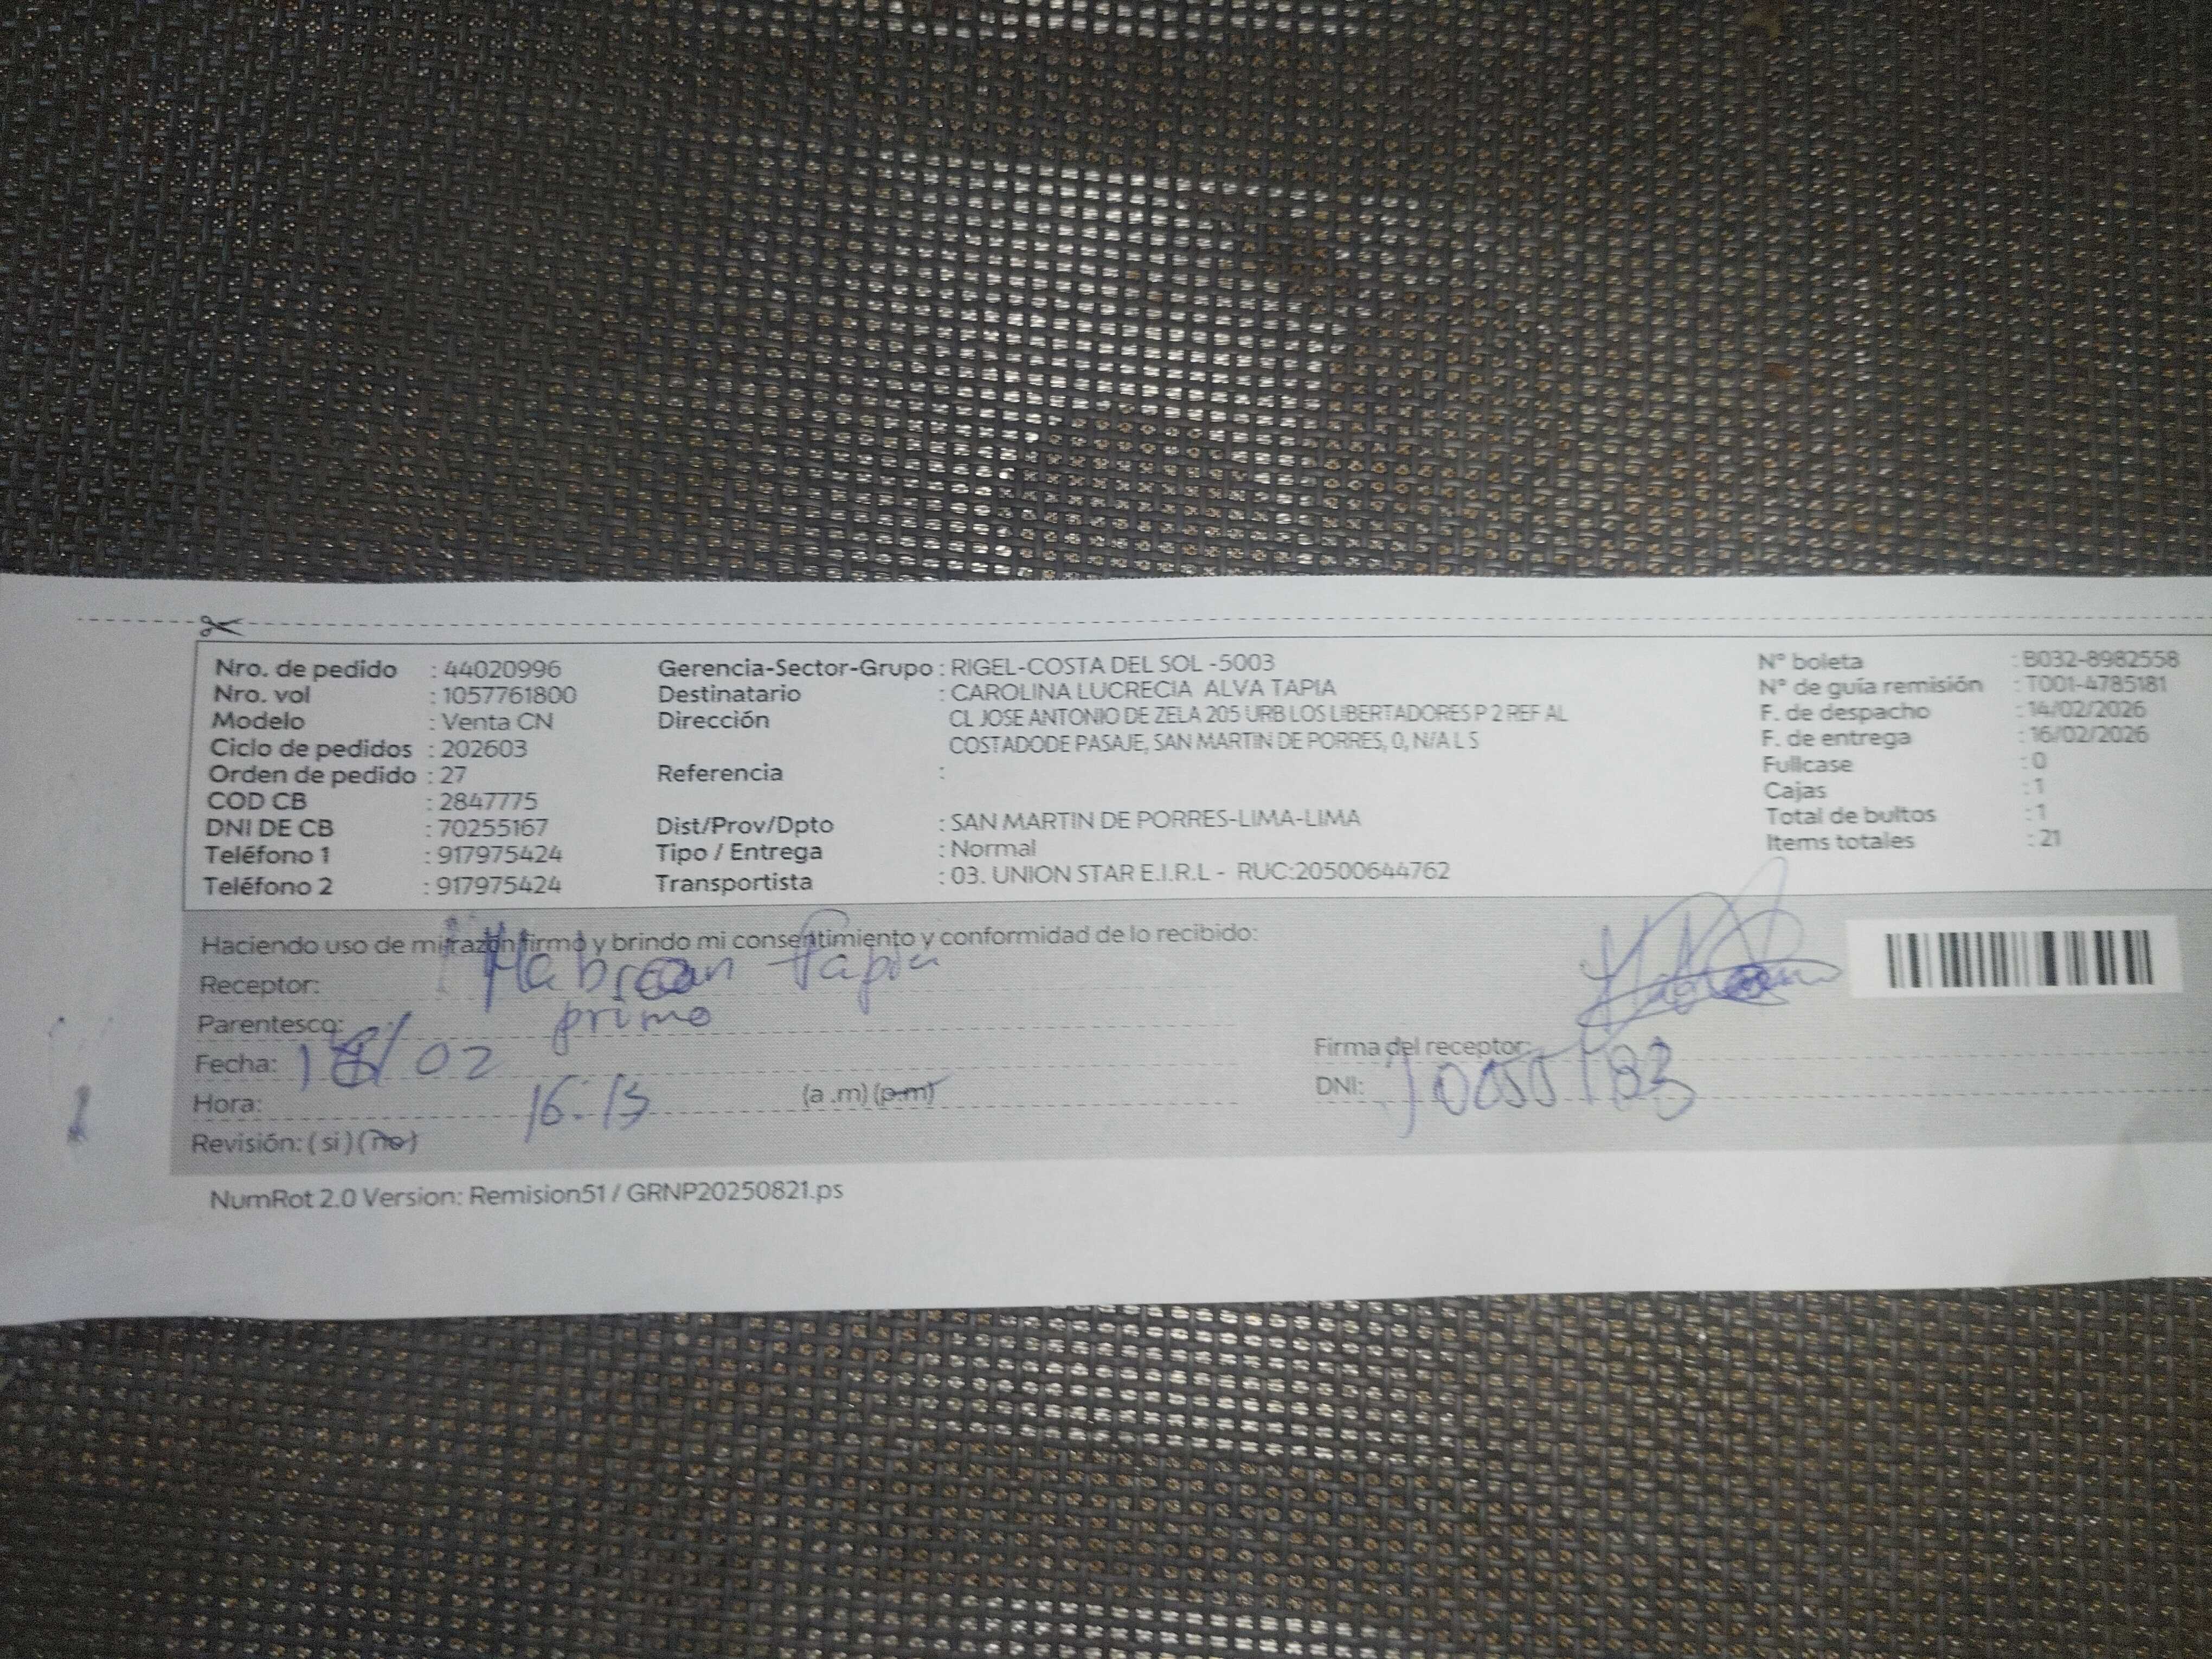 Nro. de pedido : 44020996 Gerencia-Sector-Grupo : RIGEL-COSTA DEL SOL -5003 N° boleta : B032-8982558
Nro. vol : 1057761800 Destinatario : CAROLINA LUCRECIA ALVA TAPIA N° de guía remisión : T001-4785181
Modelo : Venta CN Dirección CL JOSE ANTONIO DE ZELA 205 URB LOS LIBERTADORES P 2 REF AL F. de despacho : 14/02/2026
Ciclo de pedidos : 202603 COSTADODE PASAJE, SAN MARTIN DE PORRES, 0, N/A L S F. de entrega : 16/02/2026
Orden de pedido : 27 Referencia : Fullcase : 0
COD CB : 2847775 Cajas : 1
DNI DE CB : 70255167 Dist/Prov/Dpto : SAN MARTIN DE PORRES-LIMA-LIMA Total de bultos : 1
Teléfono 1 : 917975424 Tipo / Entrega : Normal Items totales : 21
Teléfono 2 : 917975424 Transportista : 03. UNION STAR E.I.R.L - RUC:20500644762
Haciendo uso de mi razón firmo y brindo mi consentimiento y conformidad de lo recibido:
Receptor: Tapia
Parentesco: primo
Fecha: /02 Firma del receptor:
Hora: 16:13 (a .m) (p.m) DNI:
Revisión: ( si ) ( no )
NumRot 2.0 Version: Remision51 / GRNP20250821.ps